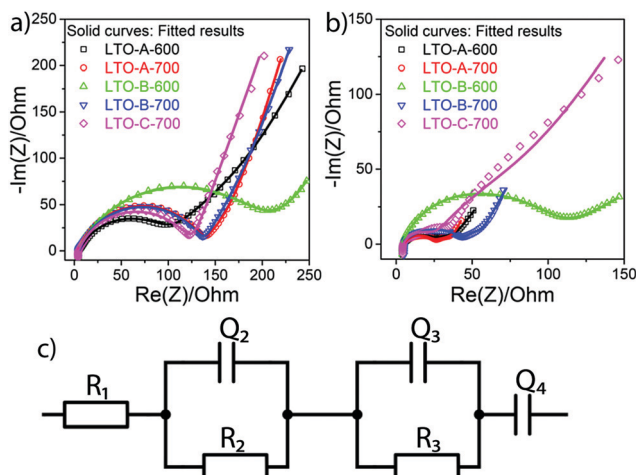 a)
Solid curves: Fitted results
LTO-A-600
LTO-A-700
LTO-B-600
LTO-B-700
LTO-C-700
-Im(Z)/Ohm
250
200
150
100
50
0
0 50 100 150 200 250
Re(Z)/Ohm
b)
Solid curves: Fitted results
LTO-A-600
LTO-A-700
LTO-B-600
LTO-B-700
LTO-C-700
-Im(Z)/Ohm
150
100
50
0
0 50 100 150
Re(Z)/Ohm
c)
R₁
Q₂
R₂
Q₃
R₃
Q₄